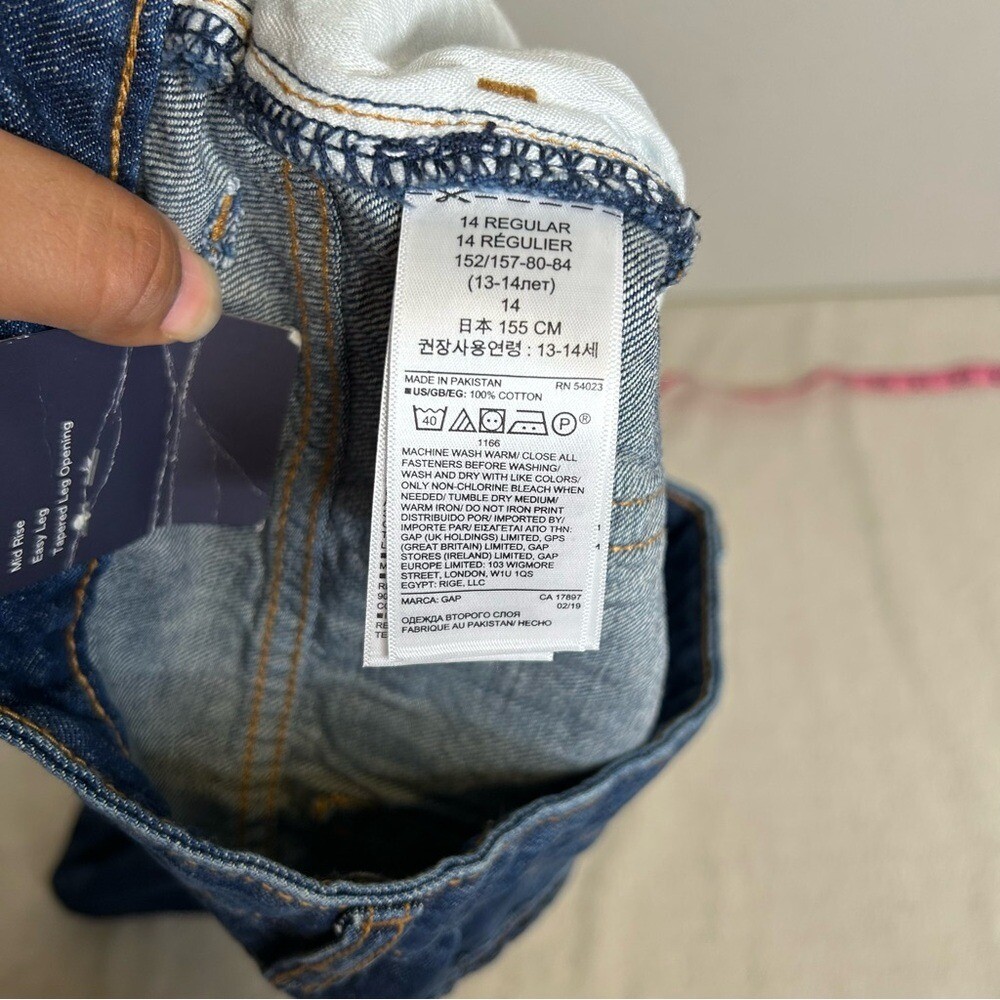 14 REGULAR
14 RÉGULIER
152/157-80-84
(13-14лет)
14
日本 155 CM
권장사용연령 : 13-14세
MADE IN PAKISTAN RN 54023
■US/GB/EG: 100% COTTON
40 P®
1166
MACHINE WASH WARM/ CLOSE ALL
FASTENERS BEFORE WASHING/
WASH AND DRY WITH LIKE COLORS/
ONLY NON-CHLORINE BLEACH WHEN
NEEDED/ TUMBLE DRY MEDIUM/
WARM IRON/ DO NOT IRON PRINT
DISTRIBUIDO POR/ IMPORTED BY/
IMPORTE PAR/ ΕΙΣΑΓΕΤΑΙ ΑΠΟ ΤΗΝ:
GAP (UK HOLDINGS) LIMITED, GPS
(GREAT BRITAIN) LIMITED, GAP
STORES (IRELAND) LIMITED, GAP
EUROPE LIMITED: 103 WIGMORE
STREET, LONDON, W1U 1QS
EGYPT: RIGE, LLC
MARCA: GAP CA 17897
02/19
ОДЕЖДА ВТОРОГО СЛОЯ
FABRIQUE AU PAKISTAN/ HECHO
Mid Rise
Easy Leg
Tapered Leg Opening